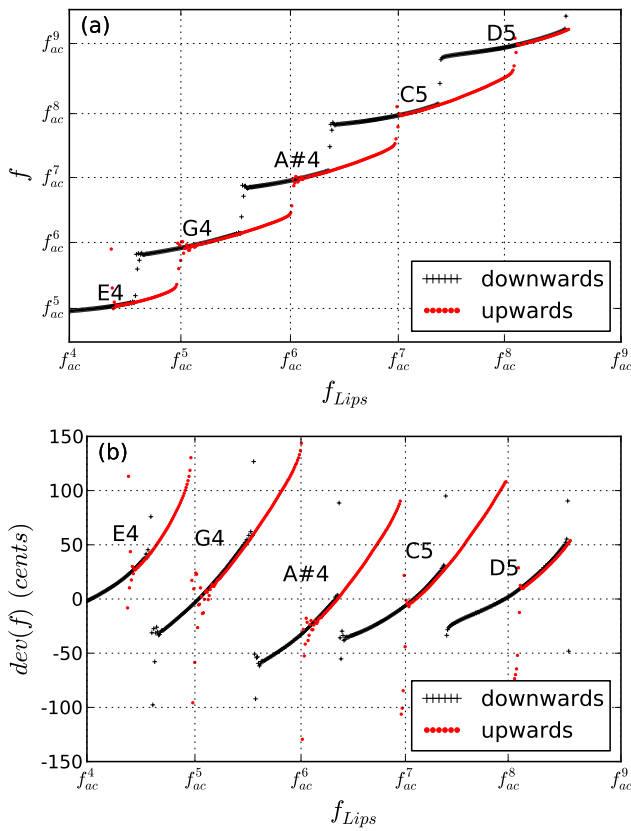 (a)
f_ac^9
f_ac^8
f_ac^7
f_ac^6
f_ac^5
f
D5
C5
A#4
G4
E4
downwards
upwards
f_ac^4 f_ac^5 f_ac^6 f_ac^7 f_ac^8 f_ac^9
f_Lips
(b)
150
100
50
0
-50
-100
-150
dev(f) (cents)
E4
G4
A#4
C5
D5
downwards
upwards
f_ac^4 f_ac^5 f_ac^6 f_ac^7 f_ac^8 f_ac^9
f_Lips